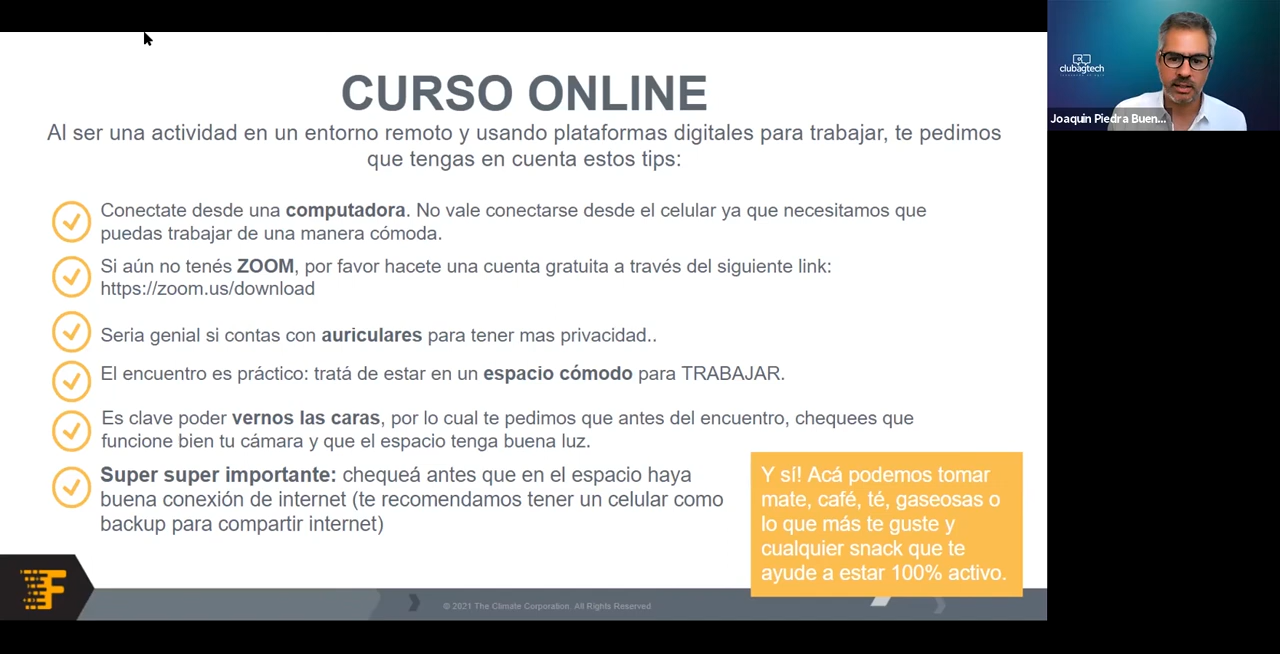 CURSO ONLINE
Al ser una actividad en un entorno remoto y usando plataformas digitales para trabajar, te pedimos
que tengas en cuenta estos tips:
Conectate desde una computadora. No vale conectarse desde el celular ya que necesitamos que
puedas trabajar de una manera cómoda.
Si aún no tenés ZOOM, por favor hacete una cuenta gratuita a través del siguiente link:
https://zoom.us/download
Seria genial si contas con auriculares para tener mas privacidad..
El encuentro es práctico: tratá de estar en un espacio cómodo para TRABAJAR.
Es clave poder vernos las caras, por lo cual te pedimos que antes del encuentro, chequees que
funcione bien tu cámara y que el espacio tenga buena luz.
Super super importante: chequeá antes que en el espacio haya
buena conexión de internet (te recomendamos tener un celular como
backup para compartir internet)
Y sí! Acá podemos tomar
mate, café, té, gaseosas o
lo que más te guste y
cualquier snack que te
ayude a estar 100% activo.
© 2021 The Climate Corporation. All Rights Reserved
clubagtech
Joaquin Piedra Buen...